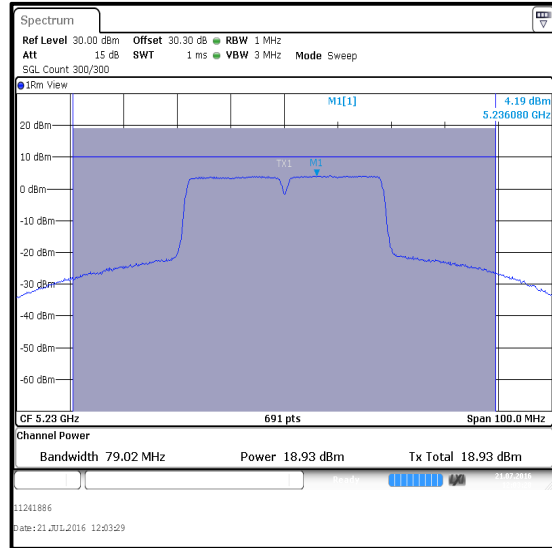 Spectrum
Ref Level 30.00 dBm Offset 30.30 dB RBW 1 MHz
Att 15 dB SWT 1 ms VBW 3 MHz Mode Sweep
SGL Count 300/300
1Rm View
M1[1] 4.19 dBm
5.236080 GHz
20 dBm
10 dBm
TX1 M1
0 dBm
-10 dBm
-20 dBm
-30 dBm
-40 dBm
-50 dBm
-60 dBm
CF 5.23 GHz 691 pts Span 100.0 MHz
Channel Power
Bandwidth 79.02 MHz Power 18.93 dBm Tx Total 18.93 dBm
Ready 21.07.2016
11241886
Date: 21.JUL.2016 12:03:29